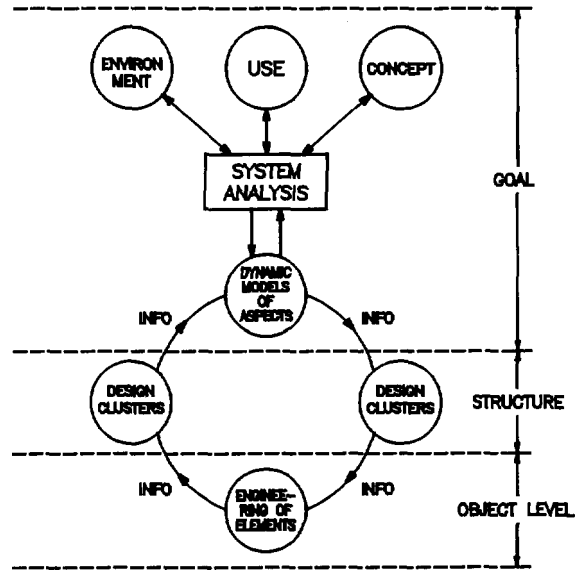 ENVIRON
MENT
USE
CONCEPT
SYSTEM
ANALYSIS
GOAL
DYNAMIC
MODELS
OF
ASPECTS
INFO
INFO
DESIGN
CLUSTERS
DESIGN
CLUSTERS
STRUCTURE
INFO
INFO
ENGINEE-
RING OF
ELEMENTS
OBJECT LEVEL